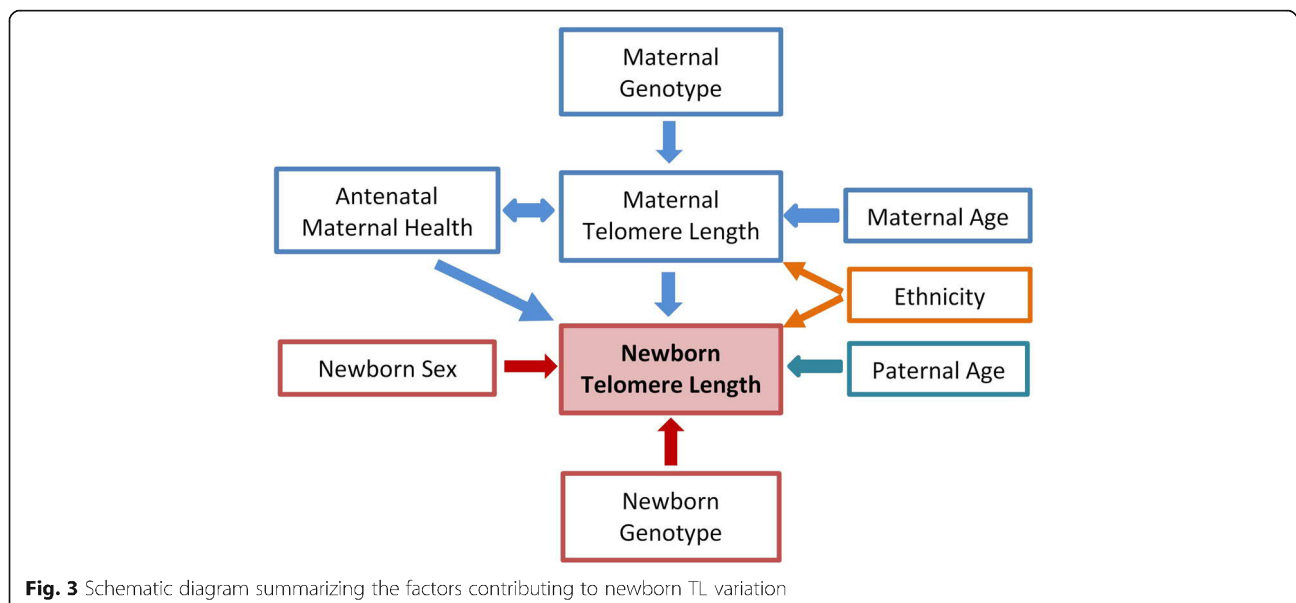 Maternal
Genotype
Antenatal
Maternal Health
Maternal
Telomere Length
Maternal Age
Ethnicity
Newborn Sex
Newborn
Telomere Length
Paternal Age
Newborn
Genotype
Fig. 3 Schematic diagram summarizing the factors contributing to newborn TL variation